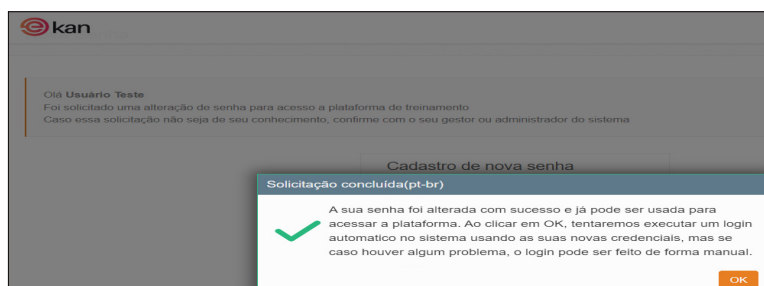 ekan
Olá Usuário Teste
Foi solicitado uma alteração de senha para acesso a plataforma de treinamento
Caso essa solicitação não seja de seu conhecimento, confirme com o seu gestor ou administrador do sistema
Cadastro de nova senha
Solicitação concluída(pt-br)
A sua senha foi alterada com sucesso e já pode ser usada para
acessar a plataforma. Ao clicar em OK, tentaremos executar um login
automatico no sistema usando as suas novas credenciais, mas se
caso houver algum problema, o login pode ser feito de forma manual.
OK